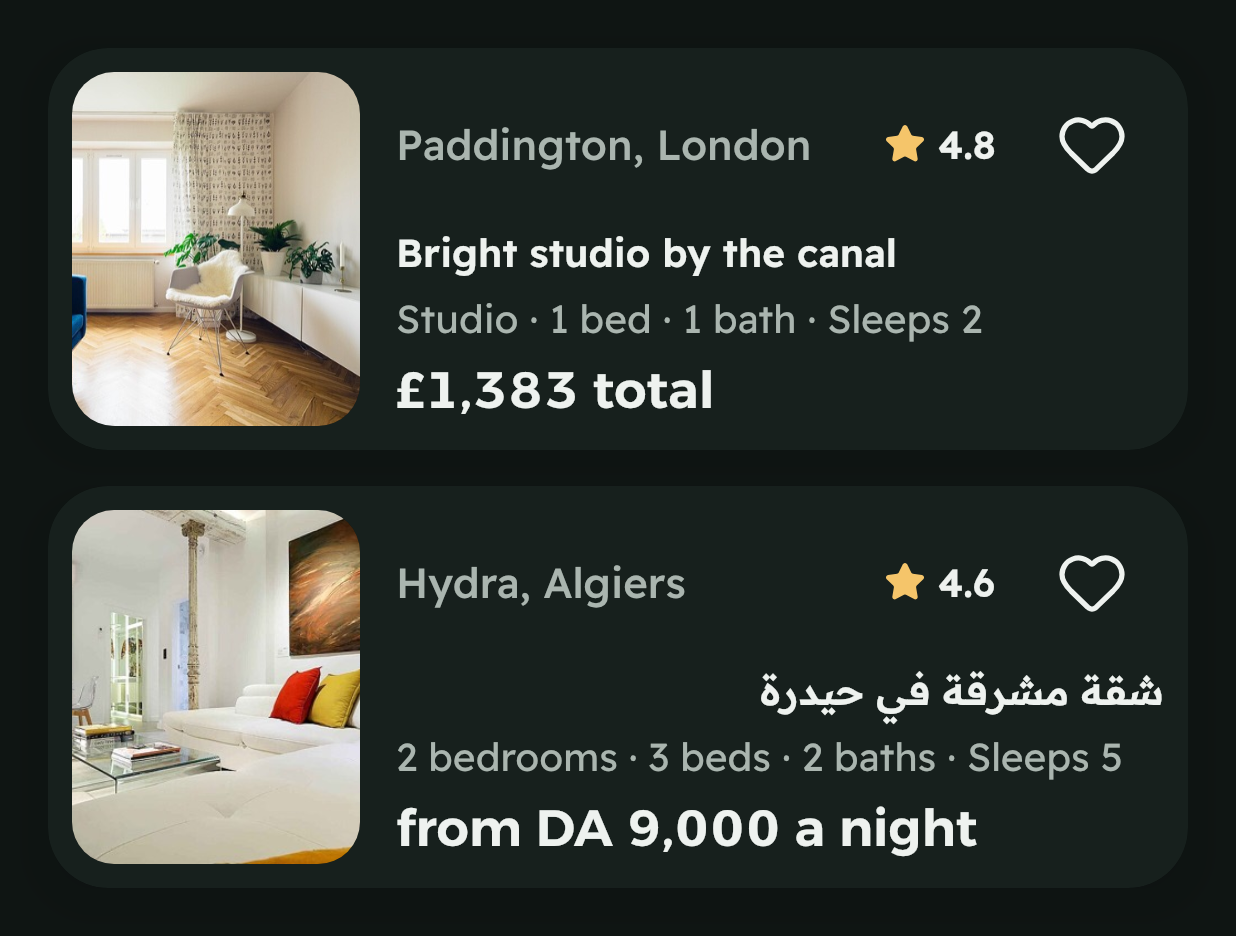 Paddington, London 4.8
Bright studio by the canal
Studio · 1 bed · 1 bath · Sleeps 2
£1,383 total
Hydra, Algiers 4.6
شقة مشرقة في حيدرة
2 bedrooms · 3 beds · 2 baths · Sleeps 5
from DA 9,000 a night